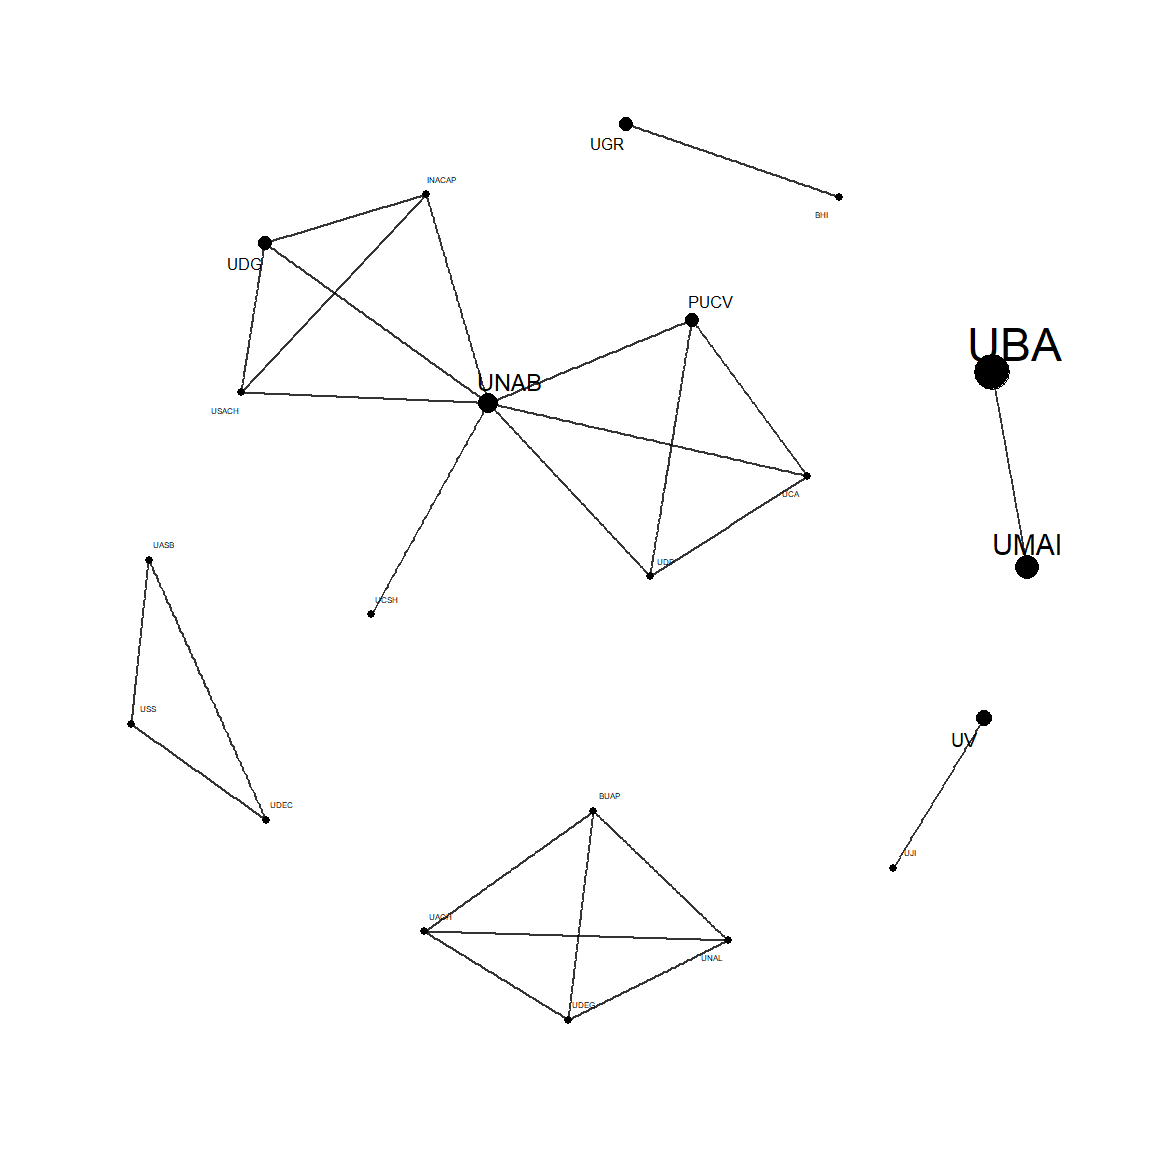 UGR
INACAP
BHI
UDG
PUCV
UBA
UNAB
USACH
UCA
UMAI
UASB
UCSH
USS
UV
BUAP
UDEC
UJI
UACH
UNAL
UDEG